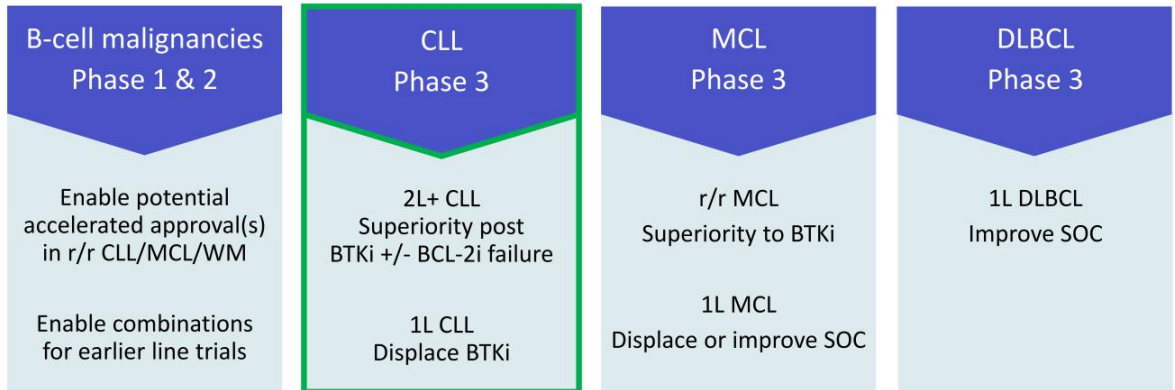 B-cell malignancies
Phase 1 & 2
Enable potential
accelerated approval(s)
in r/r CLL/MCL/WM
Enable combinations
for earlier line trials
CLL
Phase 3
2L+ CLL
Superiority post
BTKi +/- BCL-2i failure
1L CLL
Displace BTKi
MCL
Phase 3
r/r MCL
Superiority to BTKi
1L MCL
Displace or improve SOC
DLBCL
Phase 3
1L DLBCL
Improve SOC